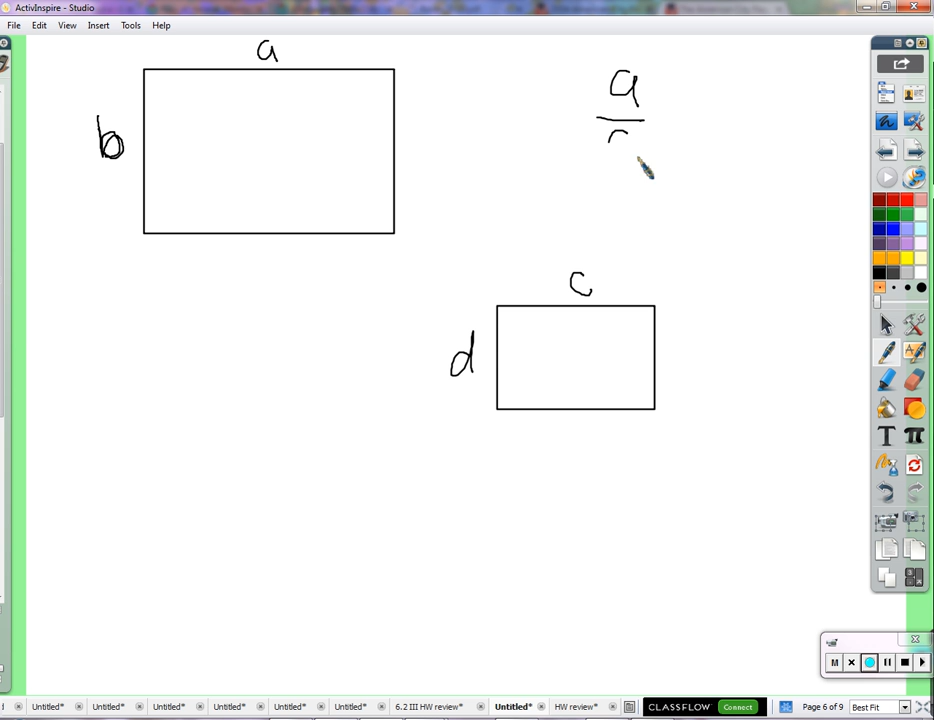 ActivInspire - Studio
File Edit View Insert Tools Help
a
b
a
c
d
T π
M
d Untitled* Untitled* Untitled* Untitled* Untitled* Untitled* 6.2 III HW review* Untitled* HW review* CLASSFLOW Connect Page 6 of 9 Best Fit